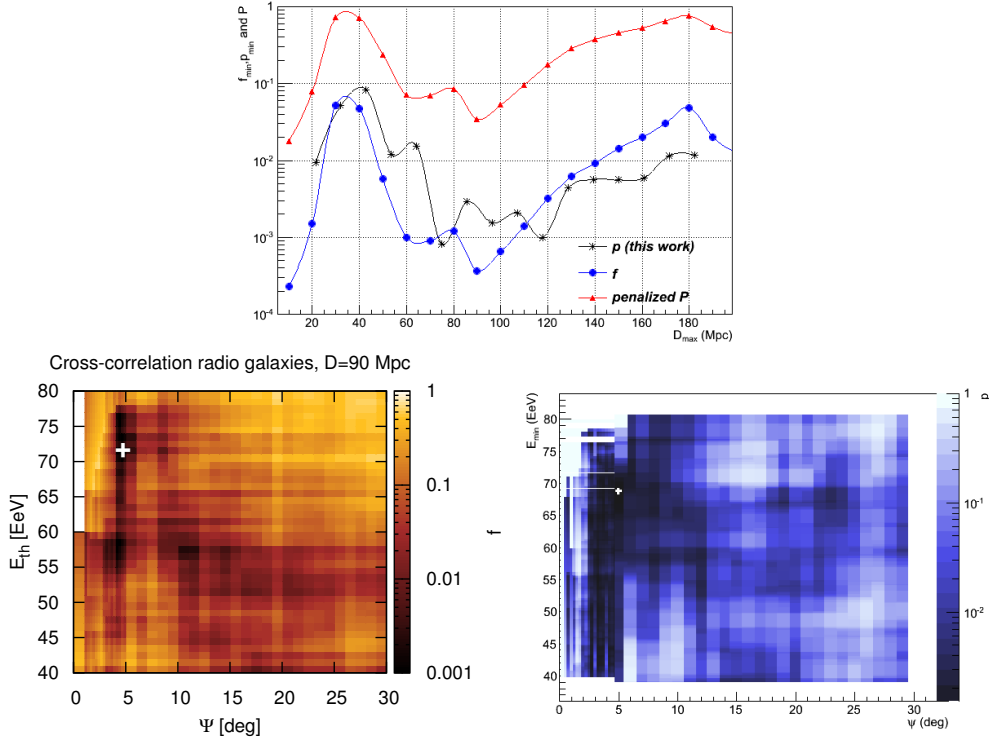 f_min, p_min and P
1
10^-1
10^-2
10^-3
10^-4
20 40 60 80 100 120 140 160 180
D_max (Mpc)
p (this work)
f
penalized P
Cross-correlation radio galaxies, D=90 Mpc
E_th [EeV]
80
75
70
65
60
55
50
45
40
0 5 10 15 20 25 30
Ψ [deg]
1
0.1
0.01
0.001
f
E_min (EeV)
80
75
70
65
60
55
50
45
40
0 5 10 15 20 25 30
ψ (deg)
1
10^-1
10^-2
p